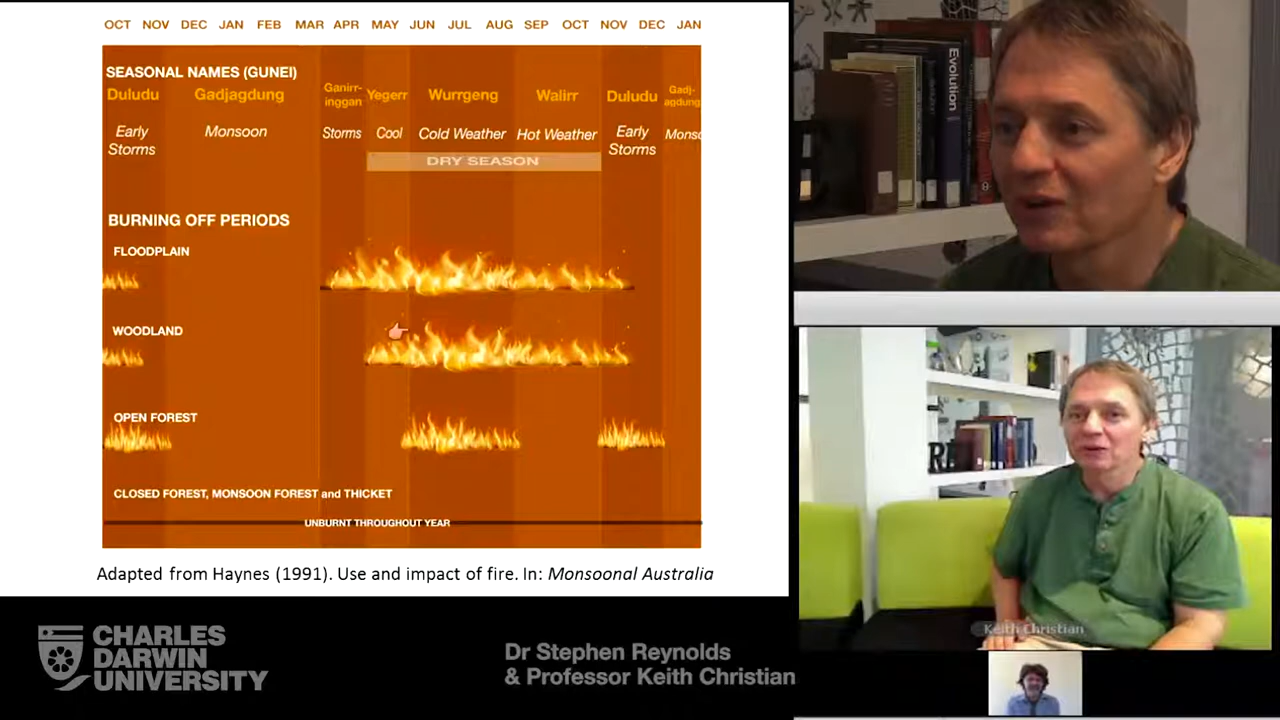 OCT NOV DEC JAN FEB MAR APR MAY JUN JUL AUG SEP OCT NOV DEC JAN
SEASONAL NAMES (GUNEI)
Duludu Gadjagdung Ganirr-inggan Yegerr Wurrgeng Walirr Duludu Gadj-agdung
Early Storms Monsoon Storms Cool Cold Weather Hot Weather Early Storms
DRY SEASON
BURNING OFF PERIODS
FLOODPLAIN
WOODLAND
OPEN FOREST
CLOSED FOREST, MONSOON FOREST and THICKET
UNBURNT THROUGHOUT YEAR
Adapted from Haynes (1991). Use and impact of fire. In: Monsoonal Australia
CHARLES
DARWIN
UNIVERSITY
Dr Stephen Reynolds
& Professor Keith Christian
Evolution
Keith Christian